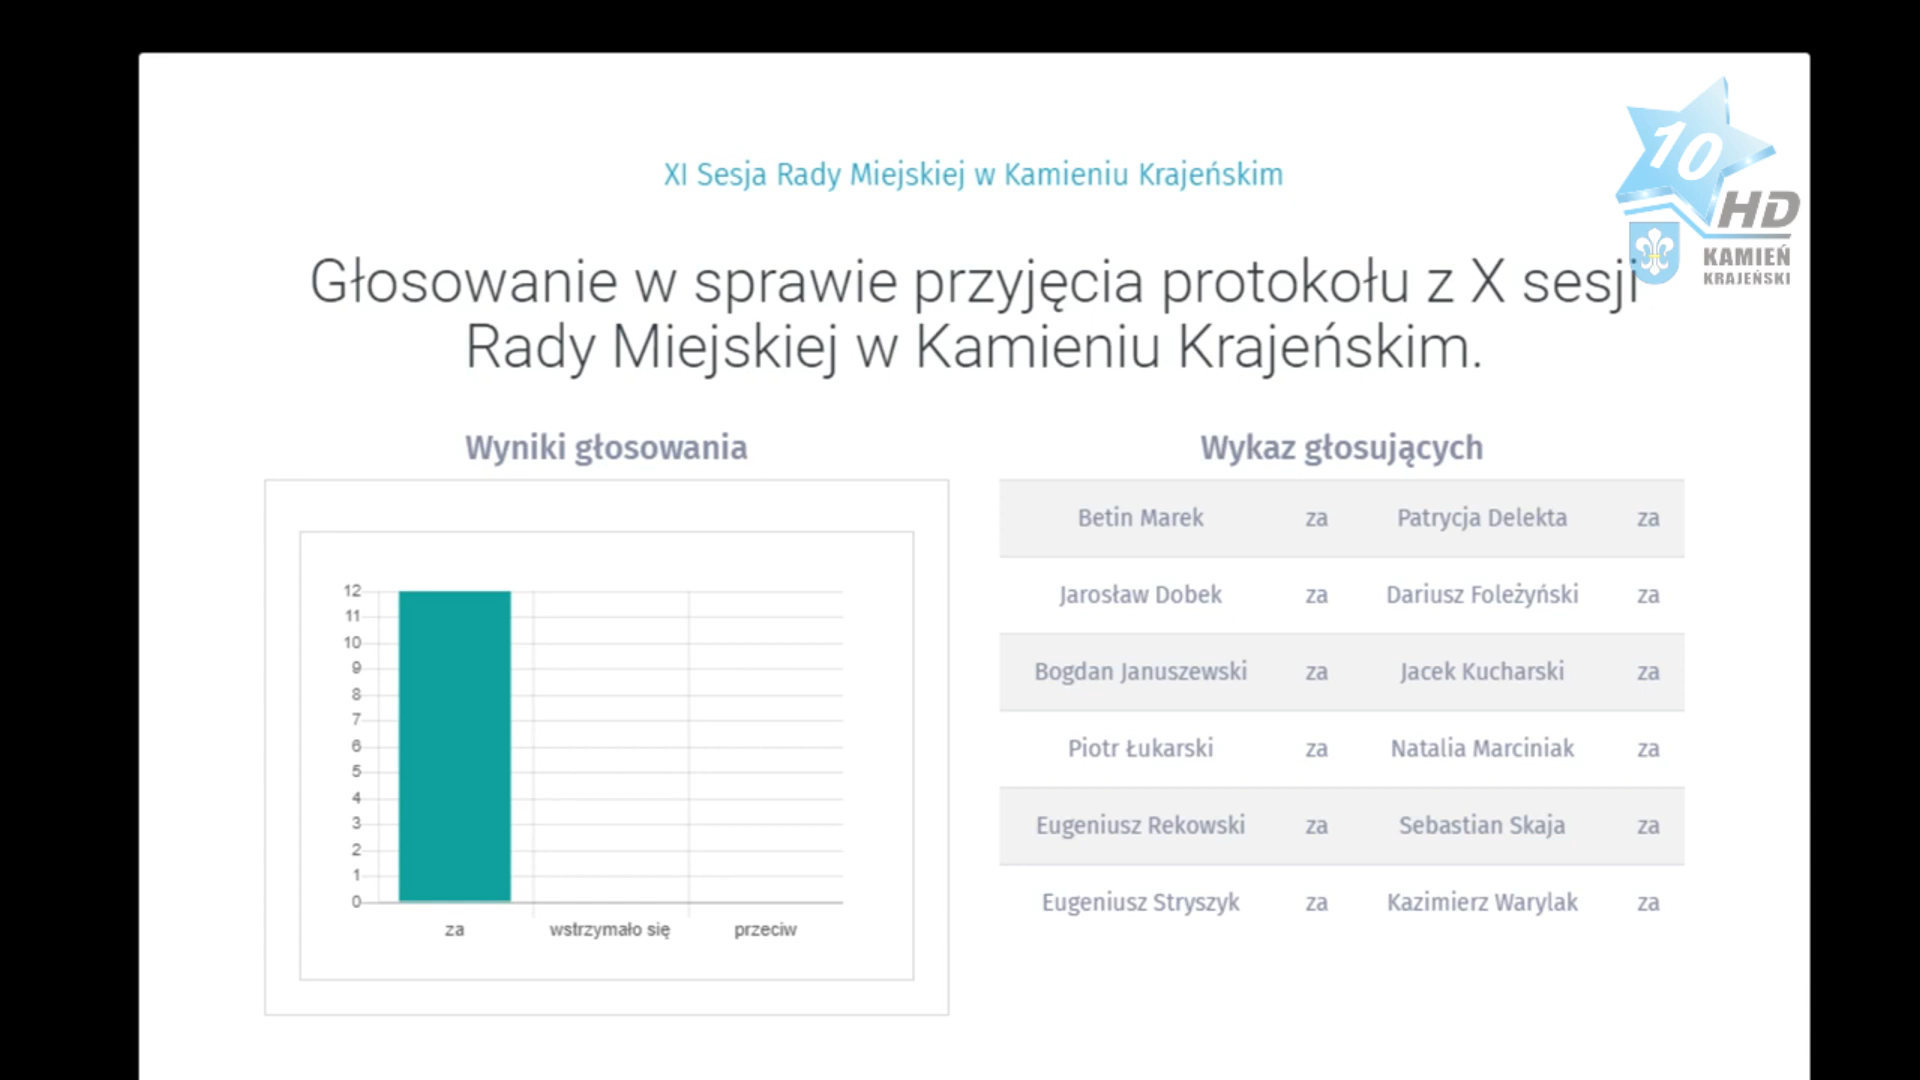 10
HD
KAMIEŃ
KRAJEŃSKI
XI Sesja Rady Miejskiej w Kamieniu Krajeńskim
Głosowanie w sprawie przyjęcia protokołu z X sesji
Rady Miejskiej w Kamieniu Krajeńskim.
Wyniki głosowania
12
11
10
9
8
7
6
5
4
3
2
1
0
za wstrzymało się przeciw
Wykaz głosujących
Betin Marek za Patrycja Delekta za
Jarosław Dobek za Dariusz Foleżyński za
Bogdan Januszewski za Jacek Kucharski za
Piotr Łukarski za Natalia Marciniak za
Eugeniusz Rekowski za Sebastian Skaja za
Eugeniusz Stryszyk za Kazimierz Warylak za